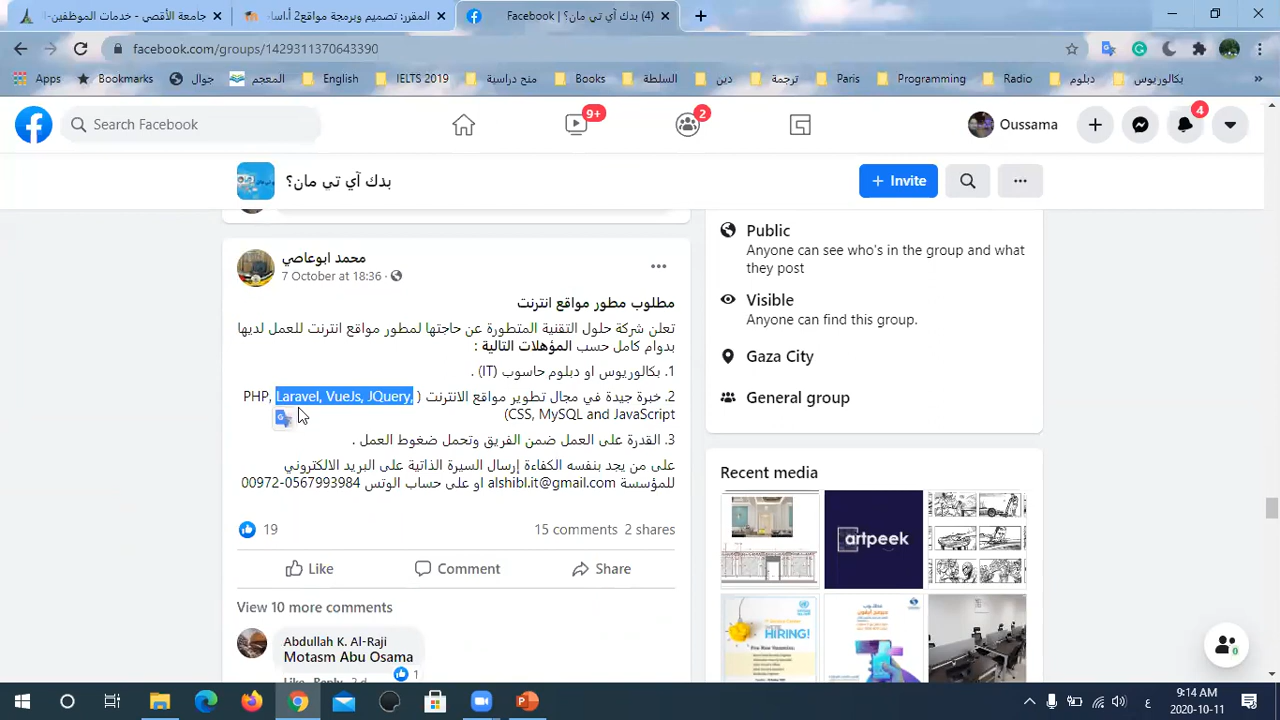 جامعة الأقصى - خدمات الموظفين - ا
المقرر: تصميم وبرمجة مواقع2 أ.اسا
(4) بدك آي تي مان؟ | Facebook
facebook.com/groups/1429311370643390
Apps
Bookmarks
جوال
المعجم
English
IELTS 2019
منح دراسية
Books
السلطة
دين
ترجمة
Paris
Programming
Radio
دبلوم
بكالوريوس
»
Search Facebook
9+
2
Oussama
4
بدك آي تي مان؟
+ Invite
محمد ابوعاصي
7 October at 18:36
مطلوب مطور مواقع انترنت
تعلن شركة حلول التقنية المتطورة عن حاجتها لمطور مواقع انترنت للعمل لديها
بدوام كامل حسب المؤهلات التالية :
1. بكالوريوس او دبلوم حاسوب (IT) .
2. خبرة جيدة في مجال تطوير مواقع الانترنت ( PHP, Laravel, VueJs, JQuery,
CSS, MySQL and JavaScript)
3. القدرة على العمل ضمن الفريق وتحمل ضغوط العمل .
على من يجد بنفسه الكفاءة إرسال السيرة الذاتية على البريد الالكتروني
للمؤسسة alshibl.it@gmail.com او على حساب الوتس 00972-0567993984
19
15 comments 2 shares
Like
Comment
Share
View 10 more comments
Abdullah K. Al-Raji
Motasm Abu Osama
1
Public
Anyone can see who's in the group and what
they post
Visible
Anyone can find this group.
Gaza City
General group
Recent media
artpeek
HIRING!
9:14 AM
2020-10-11
ع